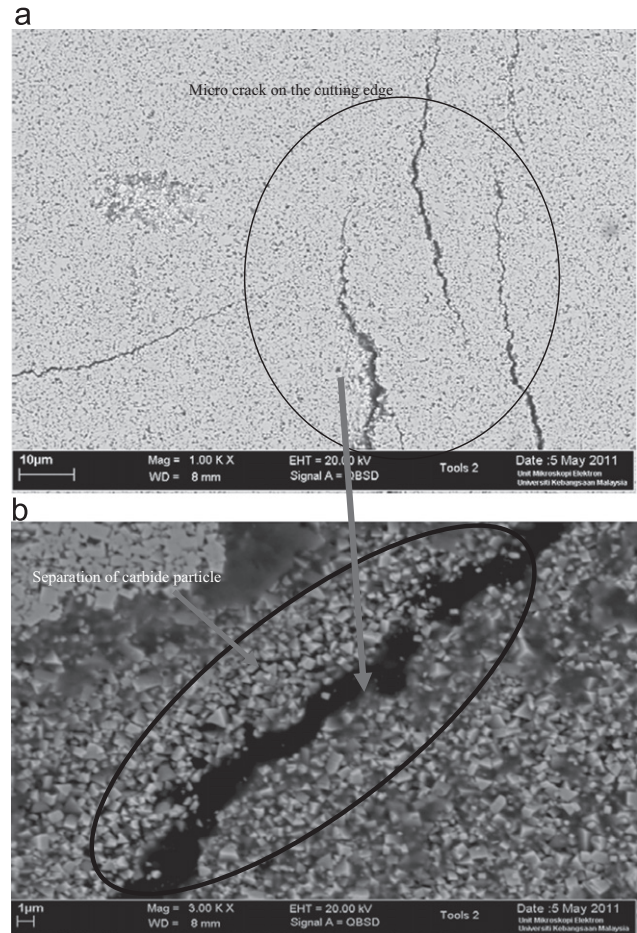 a
Micro crack on the cutting edge
10µm
Mag = 1.00 K X
EHT = 20.00 kV
Date :5 May 2011
WD = 8 mm
Signal A = QBSD
Tools 2
Unit Mikroskopi Elektron
Universiti Kebangsaan Malaysia
b
Separation of carbide particle
1µm
Mag = 3.00 K X
EHT = 20.00 kV
Date :5 May 2011
WD = 8 mm
Signal A = QBSD
Tools 2
Unit Mikroskopi Elektron
Universiti Kebangsaan Malaysia